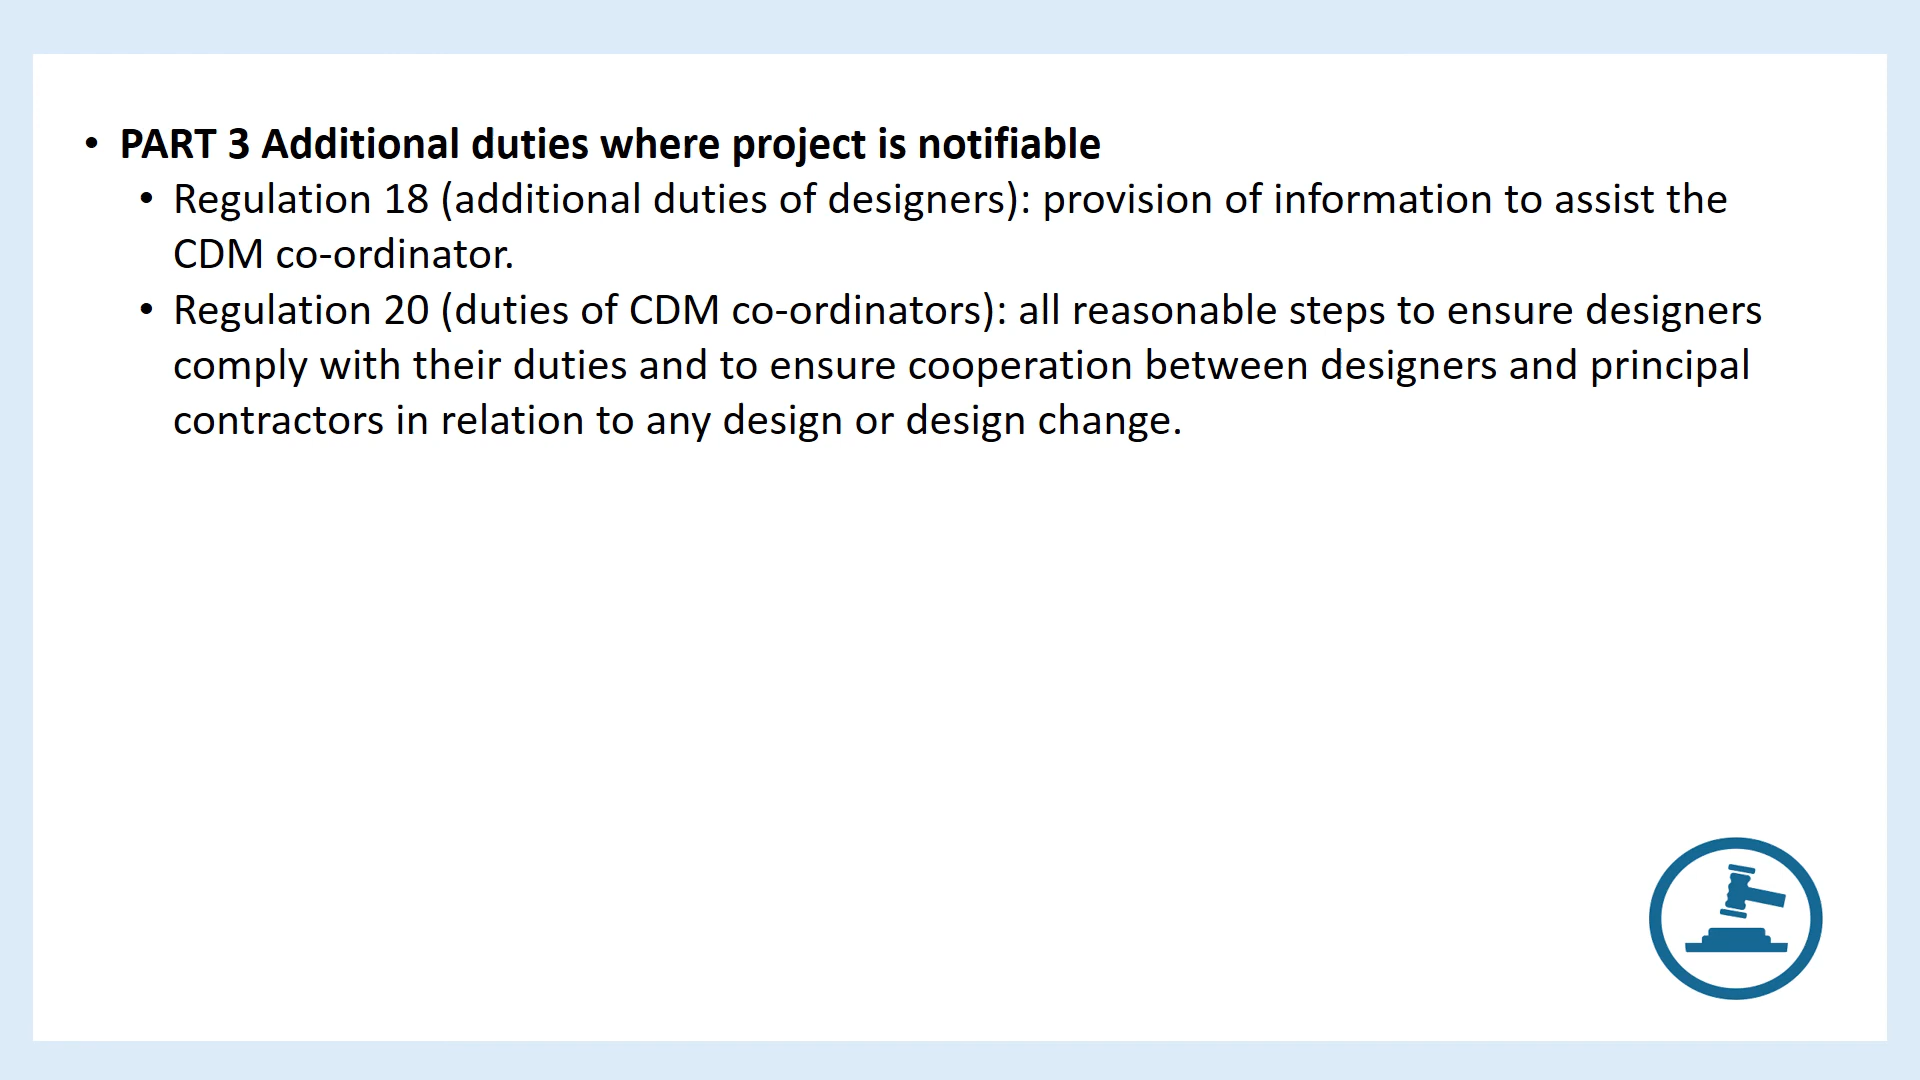 • PART 3 Additional duties where project is notifiable
• Regulation 18 (additional duties of designers): provision of information to assist the
CDM co-ordinator.
• Regulation 20 (duties of CDM co-ordinators): all reasonable steps to ensure designers
comply with their duties and to ensure cooperation between designers and principal
contractors in relation to any design or design change.